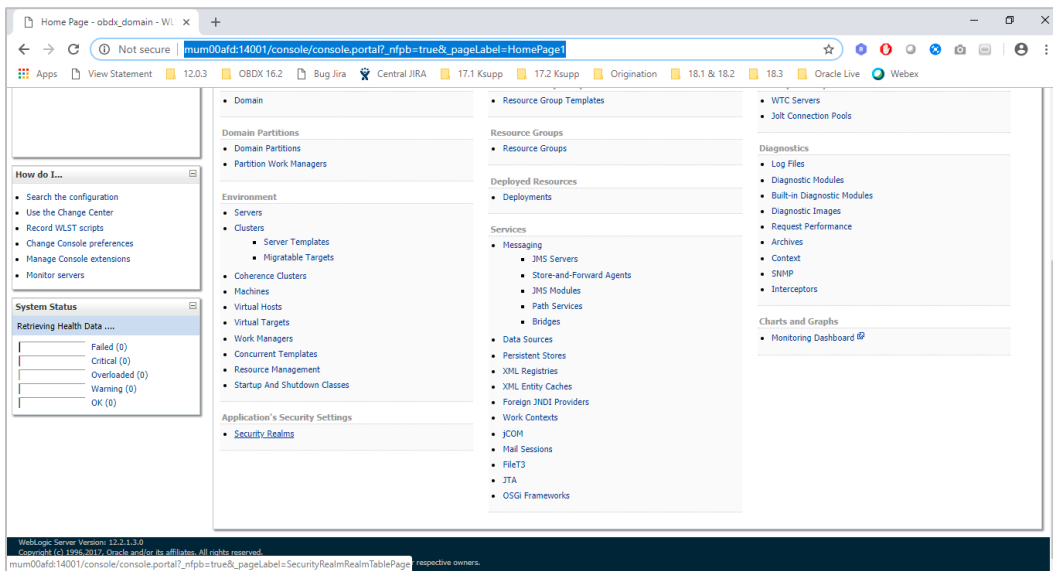 Home Page - obdx_domain - WL
Not secure | mum00afd:14001/console/console.portal?_nfpb=true&_pageLabel=HomePage1
Apps View Statement 12.0.3 OBDX 16.2 Bug Jira Central JIRA 17.1 Ksupp 17.2 Ksupp Origination 18.1 & 18.2 18.3 Oracle Live Webex
How do I...
Search the configuration
Use the Change Center
Record WLST scripts
Change Console preferences
Manage Console extensions
Monitor servers
System Status
Retrieving Health Data ....
Failed (0)
Critical (0)
Overloaded (0)
Warning (0)
OK (0)
Domain
Domain Partitions
Domain Partitions
Partition Work Managers
Environment
Servers
Clusters
Server Templates
Migratable Targets
Coherence Clusters
Machines
Virtual Hosts
Virtual Targets
Work Managers
Concurrent Templates
Resource Management
Startup And Shutdown Classes
Application's Security Settings
Security Realms
Resource Group Templates
Resource Groups
Resource Groups
Deployed Resources
Deployments
Services
Messaging
JMS Servers
Store-and-Forward Agents
JMS Modules
Path Services
Bridges
Data Sources
Persistent Stores
XML Registries
XML Entity Caches
Foreign JNDI Providers
Work Contexts
jCOM
Mail Sessions
FileT3
JTA
OSGi Frameworks
WTC Servers
Jolt Connection Pools
Diagnostics
Log Files
Diagnostic Modules
Built-in Diagnostic Modules
Diagnostic Images
Request Performance
Archives
Context
SNMP
Interceptors
Charts and Graphs
Monitoring Dashboard
WebLogic Server Version: 12.2.1.3.0
Copyright (c) 1996,2017, Oracle and/or its affiliates. All rights reserved.
mum00afd:14001/console/console.portal?_nfpb=true&_pageLabel=SecurityRealmRealmTablePage respective owners.